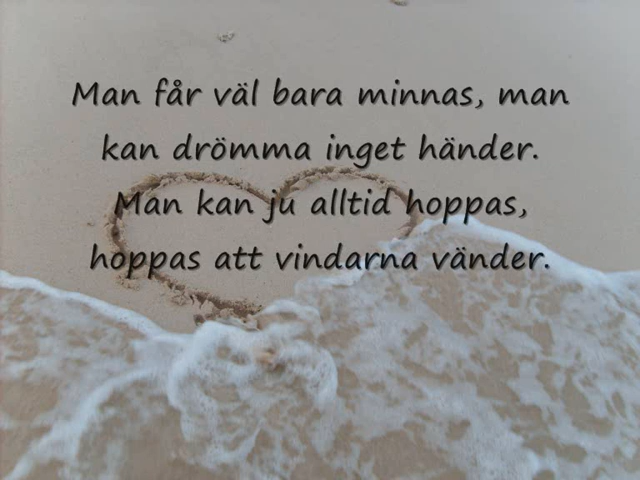 Man får väl bara minnas, man
kan drömma inget händer.
Man kan ju alltid hoppas,
hoppas att vindarna vänder.